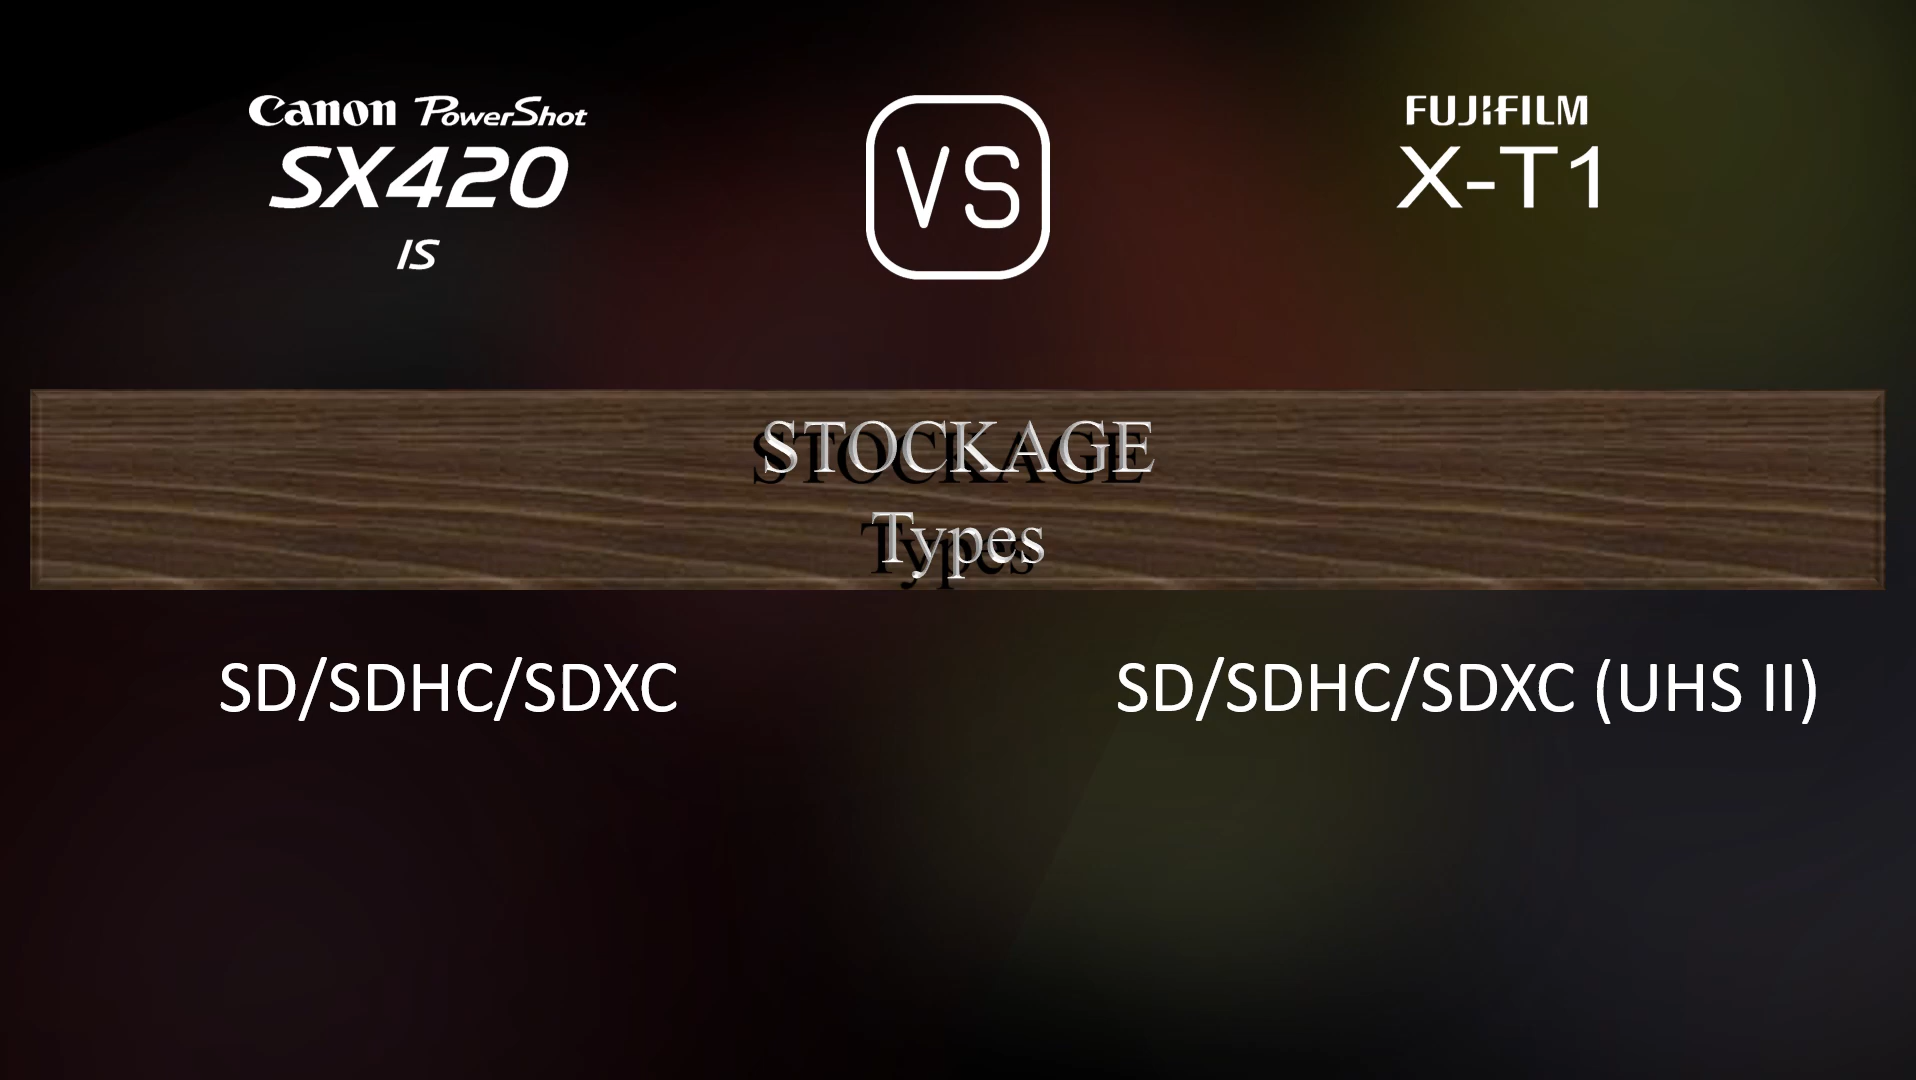 Canon PowerShot
SX420
IS
VS
FUJIFILM
X-T1
STOCKAGE
Types
SD/SDHC/SDXC
SD/SDHC/SDXC (UHS II)